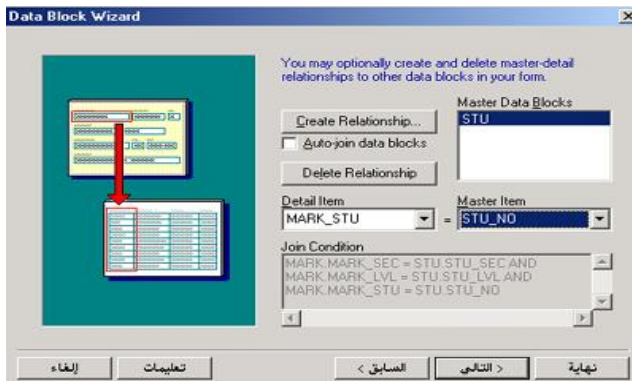 Data Block Wizard
You may optionally create and delete master-detail
relationships to other data blocks in your form.
Master Data Blocks
Create Relationship...
STU
Auto-join data blocks
Delete Relationship
Detail Item
Master Item
MARK_STU
=
STU_NO
Join Condition
MARK.MARK_SEC = STU.STU_SEC AND
MARK.MARK_LVL = STU.STU_LVL AND
MARK.MARK_STU = STU.STU_NO
إلغاء
تعليمات
السابق >
< التالي
نهاية